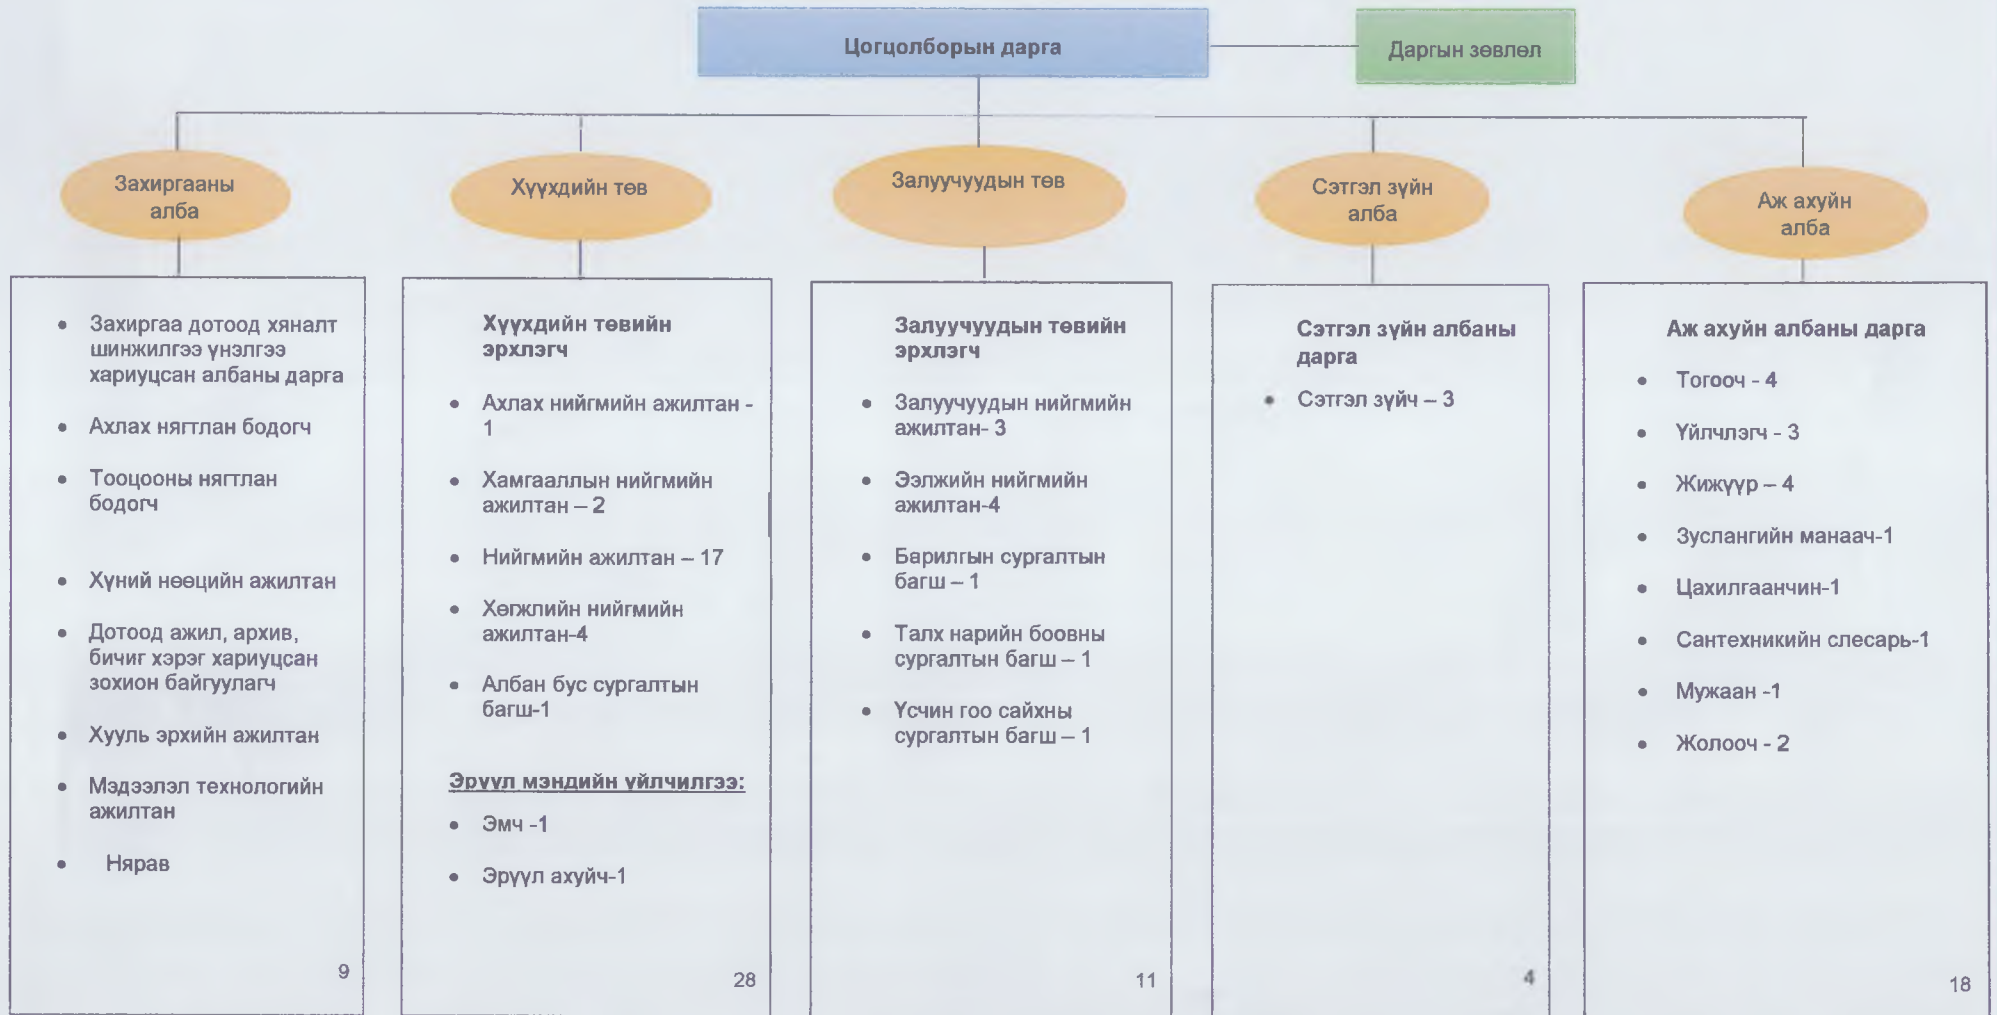 Цогцолборын дарга
Даргын зөвлөл
Захиргааны
алба
Хүүхдийн төв
Залуучуудын төв
Сэтгэл зүйн
алба
Аж ахуйн
алба
• Захиргаа дотоод хяналт
шинжилгээ үнэлгээ
хариуцсан албаны дарга
• Ахлах нягтлан бодогч
• Тооцооны нягтлан
бодогч
• Хүний нөөцийн ажилтан
• Дотоод ажил, архив,
бичиг хэрэг хариуцсан
зохион байгуулагч
• Хууль эрхийн ажилтан
• Мэдээлэл технологийн
ажилтан
• Нярав
9
Хүүхдийн төвийн
эрхлэгч
• Ахлах нийгмийн ажилтан -
1
• Хамгааллын нийгмийн
ажилтан – 2
• Нийгмийн ажилтан – 17
• Хөгжлийн нийгмийн
ажилтан-4
• Албан бус сургалтын
багш-1
Эрүүл мэндийн үйлчилгээ:
• Эмч -1
• Эрүүл ахуйч-1
28
Залуучуудын төвийн
эрхлэгч
• Залуучуудын нийгмийн
ажилтан- 3
• Ээлжийн нийгмийн
ажилтан-4
• Барилгын сургалтын
багш – 1
• Талх нарийн боовны
сургалтын багш – 1
• Үсчин гоо сайхны
сургалтын багш – 1
11
Сэтгэл зүйн албаны
дарга
• Сэтгэл зүйч – 3
4
Аж ахуйн албаны дарга
• Тогооч - 4
• Үйлчлэгч - 3
• Жижүүр – 4
• Зуслангийн манаач-1
• Цахилгаанчин-1
• Сантехникийн слесарь-1
• Мужаан -1
• Жолооч - 2
18